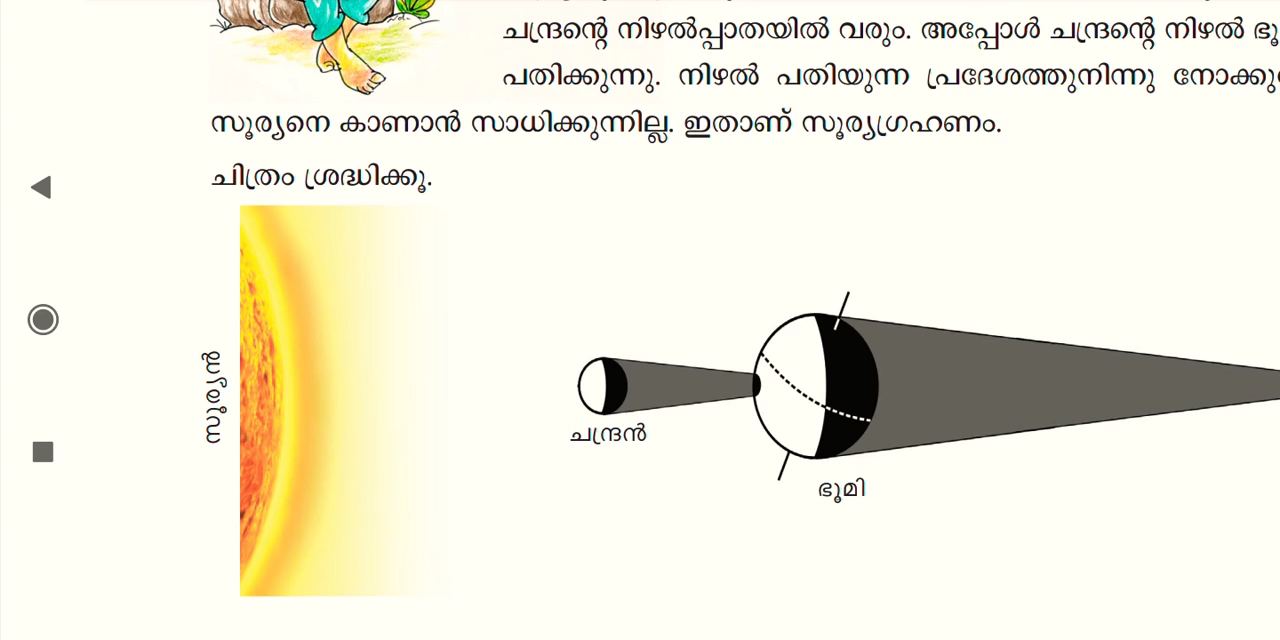 ചന്ദ്രന്റെ നിഴൽപ്പാതയിൽ വരും. അപ്പോൾ ചന്ദ്രന്റെ നിഴൽ
പതിക്കുന്നു. നിഴൽ പതിയുന്ന പ്രദേശത്തുനിന്നു
സൂര്യനെ കാണാൻ സാധിക്കുന്നില്ല. ഇതാണ് സൂര്യഗ്രഹണം.
ചിത്രം ശ്രദ്ധിക്കൂ.
സൂര്യൻ
ചന്ദ്രൻ
ഭൂമി